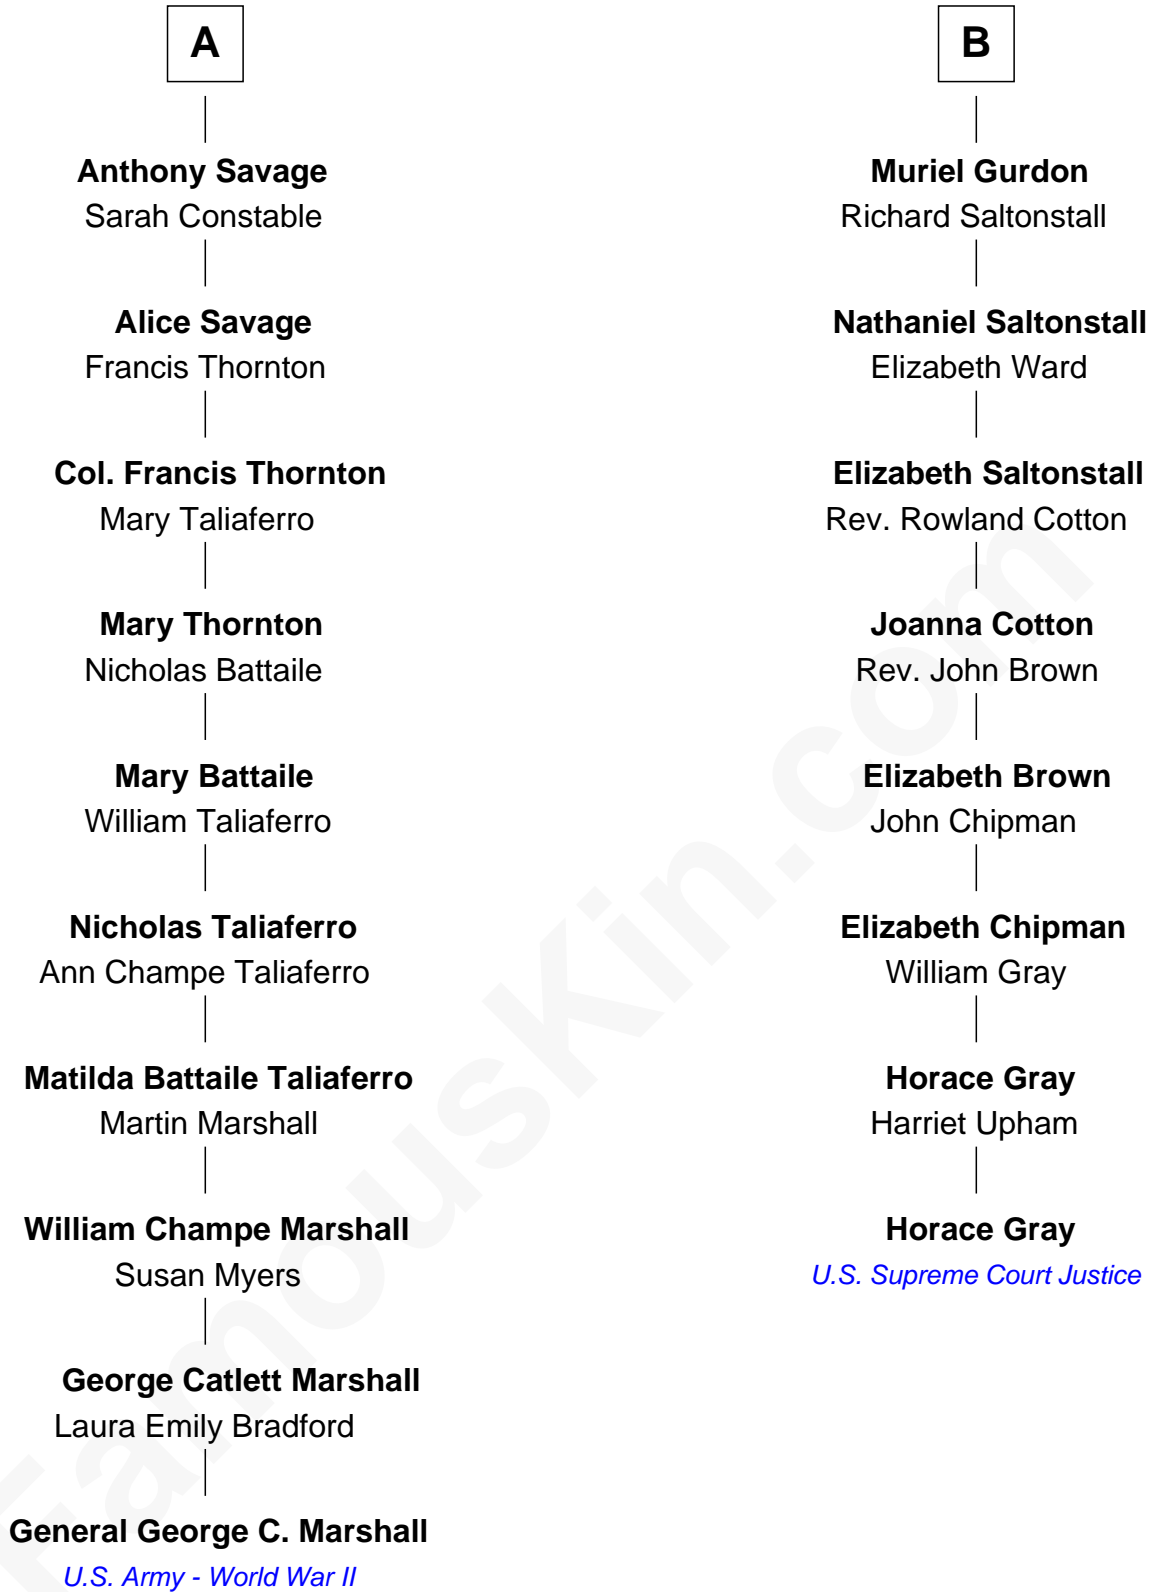 A
Anthony Savage
Sarah Constable
Alice Savage
Francis Thornton
Col. Francis Thornton
Mary Taliaferro
Mary Thornton
Nicholas Battaile
Mary Battaile
William Taliaferro
Nicholas Taliaferro
Ann Champe Taliaferro
Matilda Battaile Taliaferro
Martin Marshall
William Champe Marshall
Susan Myers
George Catlett Marshall
Laura Emily Bradford
General George C. Marshall
U.S. Army - World War II
B
Muriel Gurdon
Richard Saltonstall
Nathaniel Saltonstall
Elizabeth Ward
Elizabeth Saltonstall
Rev. Rowland Cotton
Joanna Cotton
Rev. John Brown
Elizabeth Brown
John Chipman
Elizabeth Chipman
William Gray
Horace Gray
Harriet Upham
Horace Gray
U.S. Supreme Court Justice
FamousKin.com